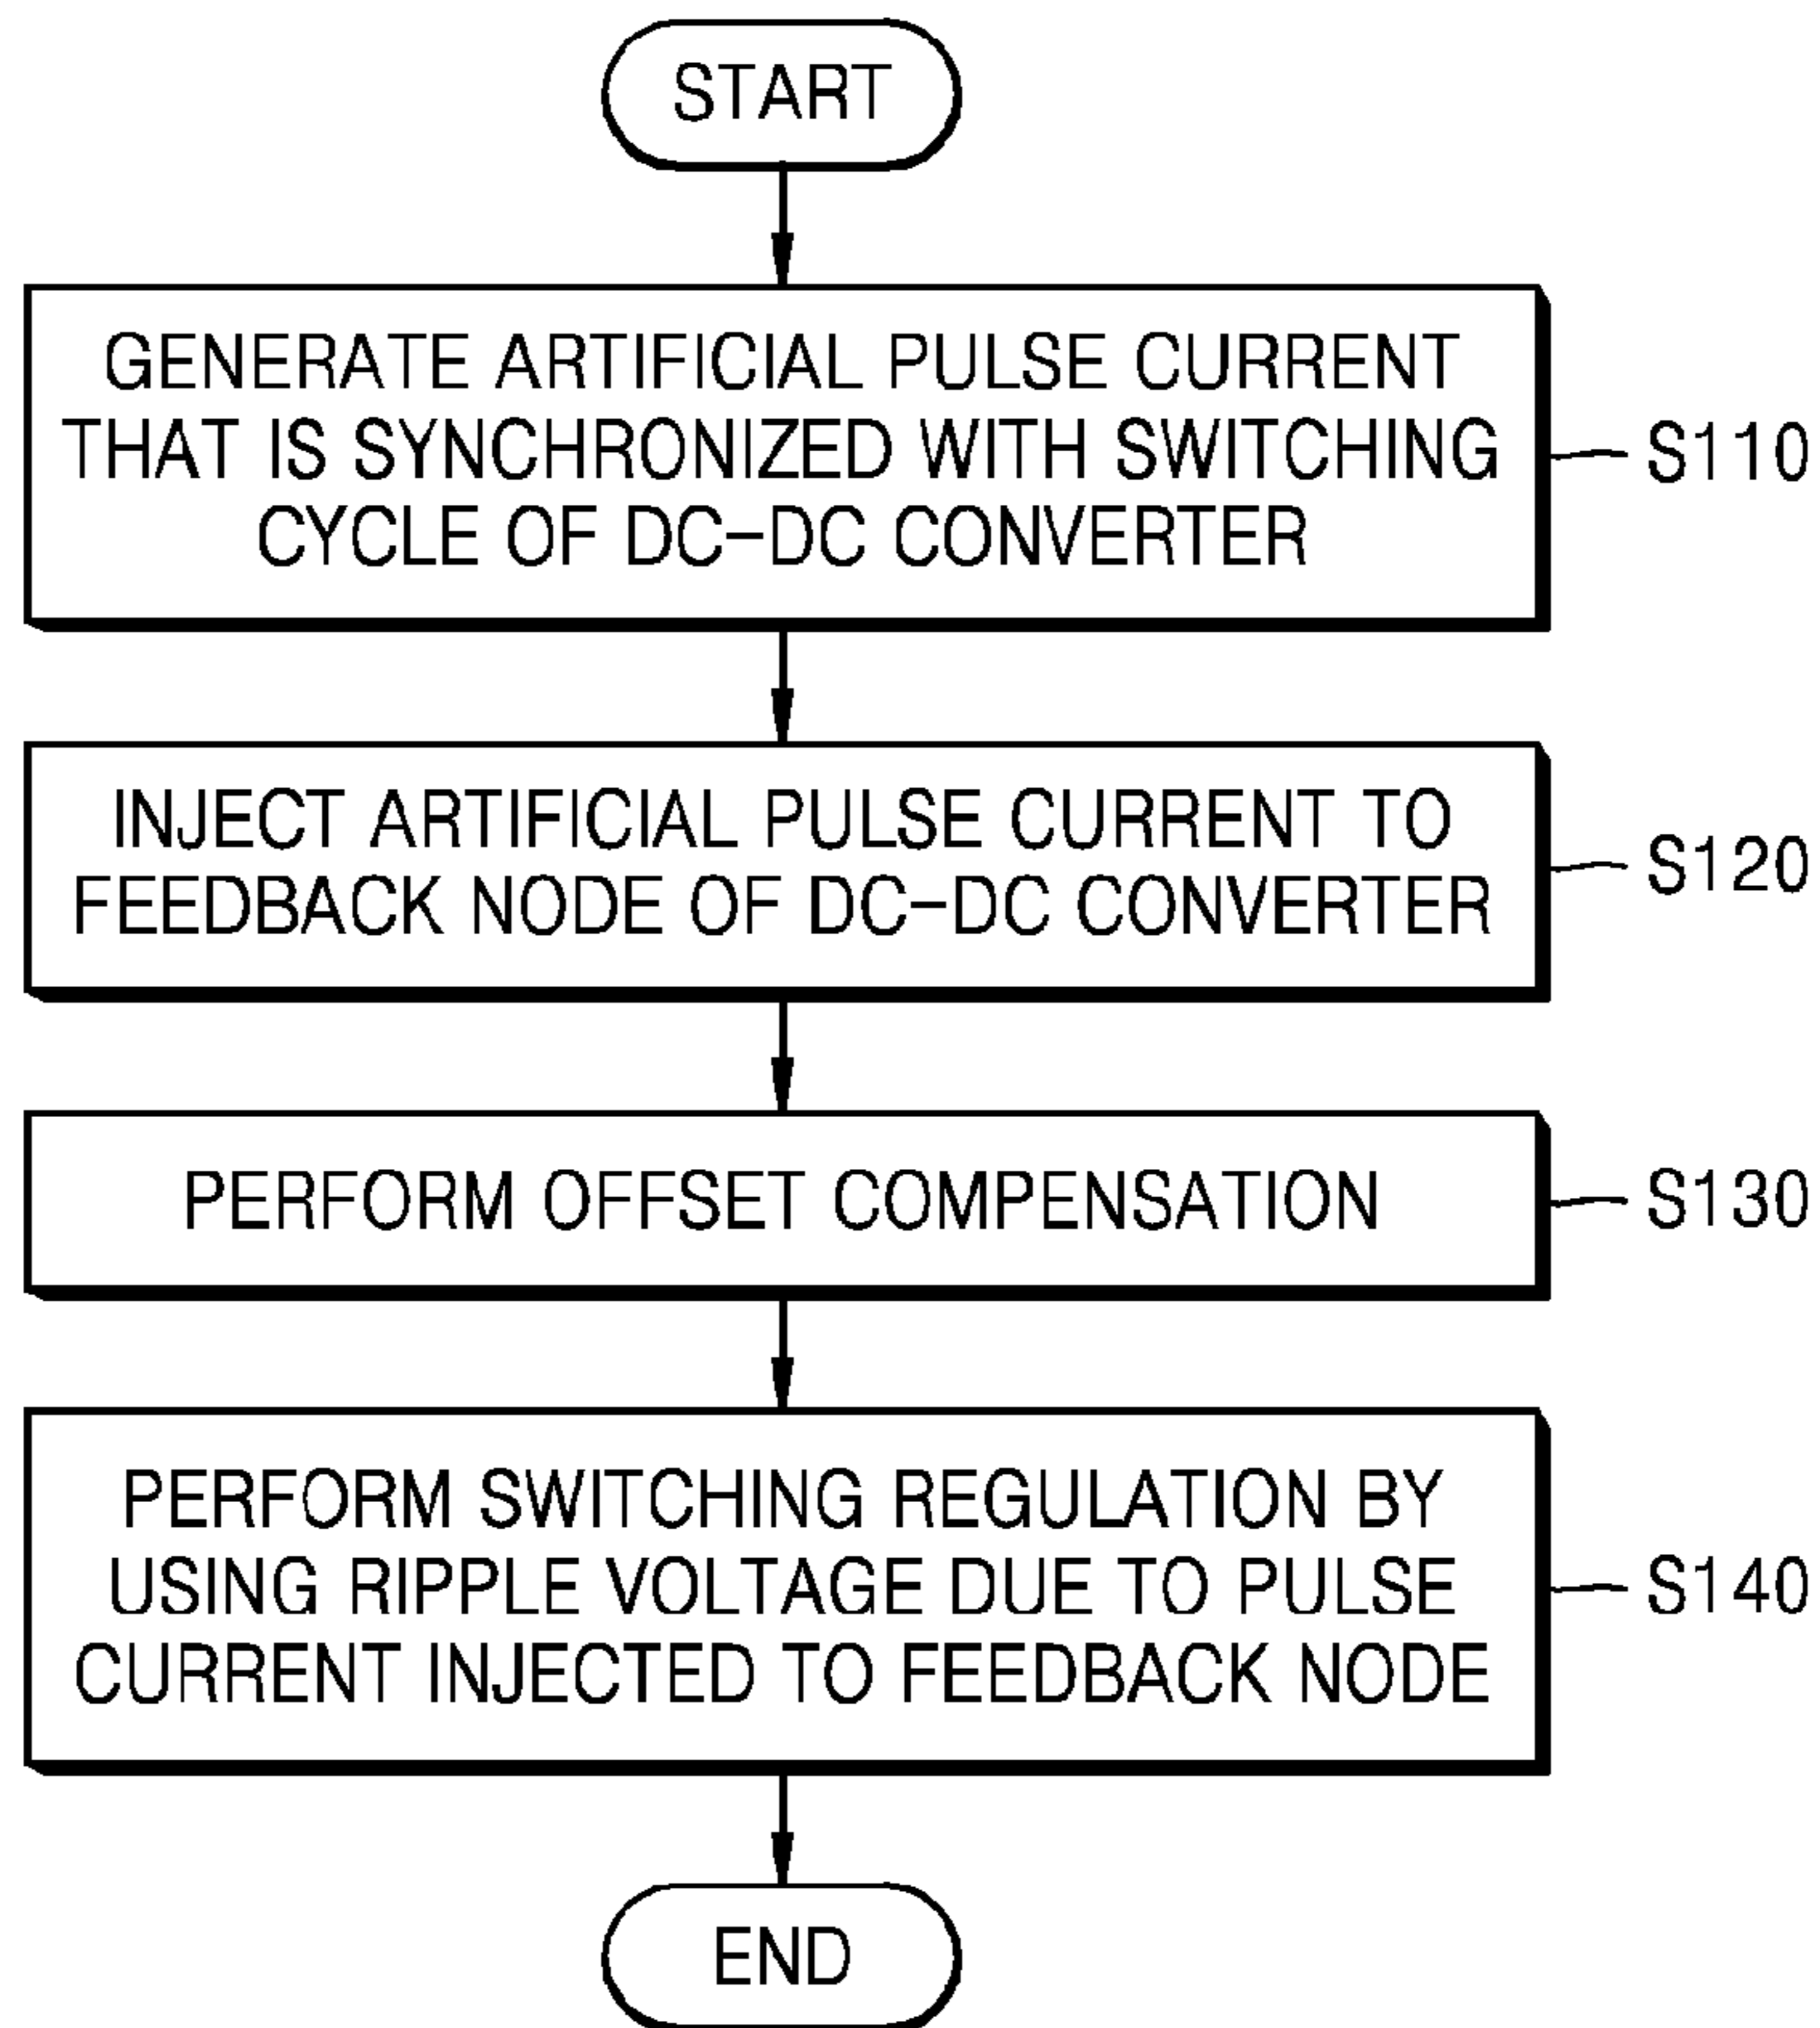 START
GENERATE ARTIFICIAL PULSE CURRENT
THAT IS SYNCHRONIZED WITH SWITCHING
CYCLE OF DC-DC CONVERTER
S110
INJECT ARTIFICIAL PULSE CURRENT TO
FEEDBACK NODE OF DC-DC CONVERTER
S120
PERFORM OFFSET COMPENSATION
S130
PERFORM SWITCHING REGULATION BY
USING RIPPLE VOLTAGE DUE TO PULSE
CURRENT INJECTED TO FEEDBACK NODE
S140
END